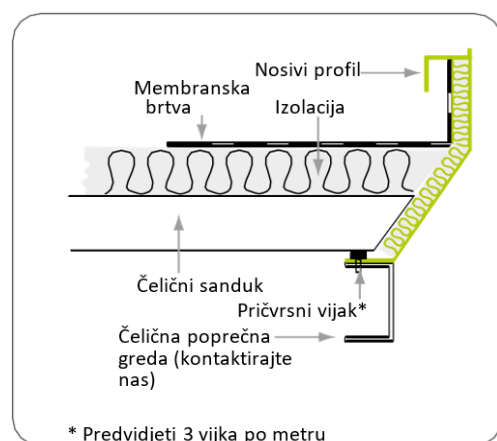 Nosivi profil
Membranska
brtva
Izolacija
Čelični sanduk
Pričvrsni vijak*
Čelična poprečna
greda (kontaktirajte
nas)
* Predvidjeti 3 vijka po metru